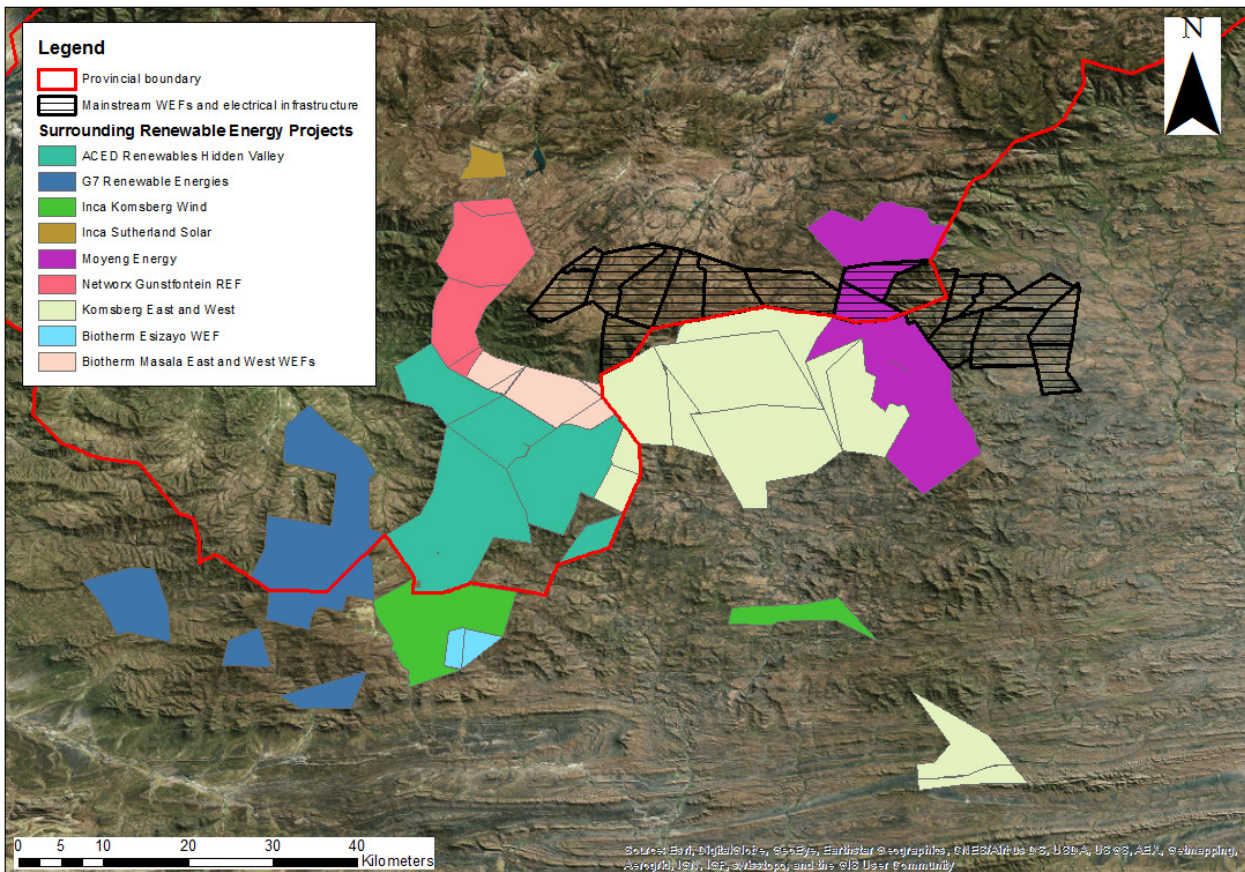 Legend
Provincial boundary
Mainstream WEFs and electrical infrastructure
Surrounding Renewable Energy Projects
ACED Renewables Hidden Valley
G7 Renewable Energies
Inca Komsberg Wind
Inca Sutherland Solar
Moyeng Energy
Networx Gunstfontein REF
Komsberg East and West
Biotherm Esizayo WEF
Biotherm Masala East and West WEFs
N
0 5 10 20 30 40
Kilometers
Source: Esri, DigitalGlobe, GeoEye, Earthstar Geographics, CNES/Airbus DS, USDA, USGS, AEX, Getmapping,
Aerogrid, IGN, IGP, swisstopo, and the GIS User Community